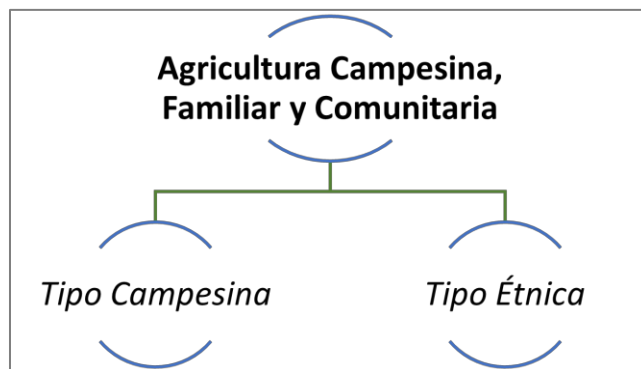 Agricultura Campesina,
Familiar y Comunitaria
Tipo Campesina
Tipo Étnica